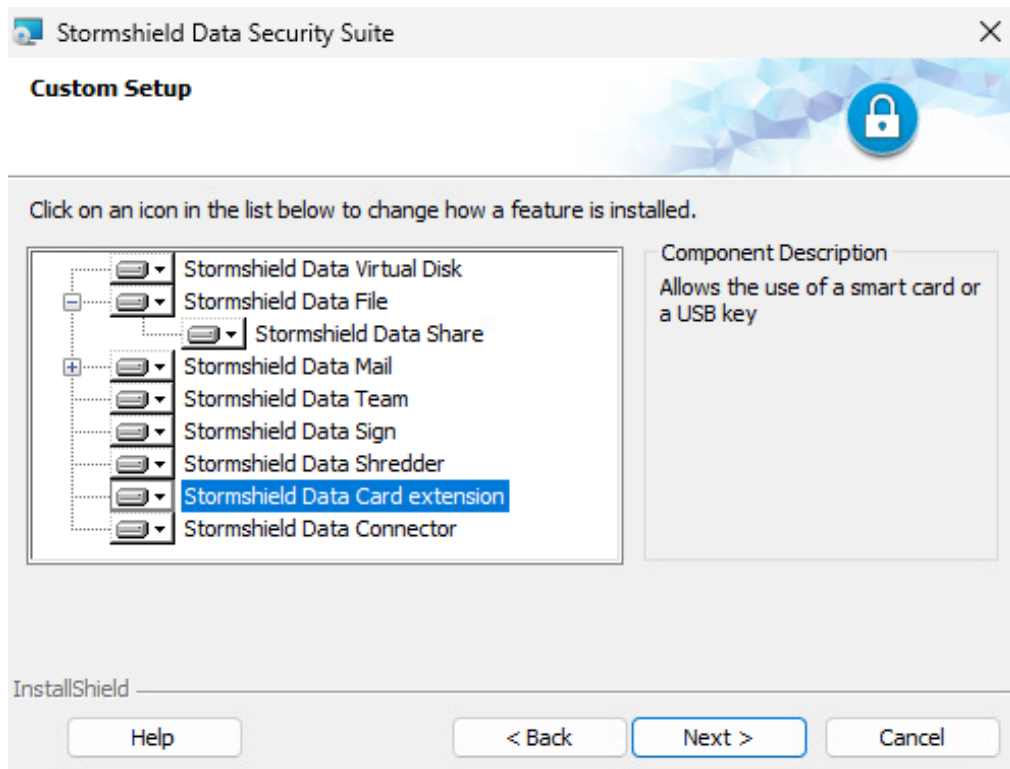 Stormshield Data Security Suite
Custom Setup
Click on an icon in the list below to change how a feature is installed.
Stormshield Data Virtual Disk
Stormshield Data File
Stormshield Data Share
Stormshield Data Mail
Stormshield Data Team
Stormshield Data Sign
Stormshield Data Shredder
Stormshield Data Card extension
Stormshield Data Connector
Component Description
Allows the use of a smart card or
a USB key
InstallShield
Help
< Back
Next >
Cancel